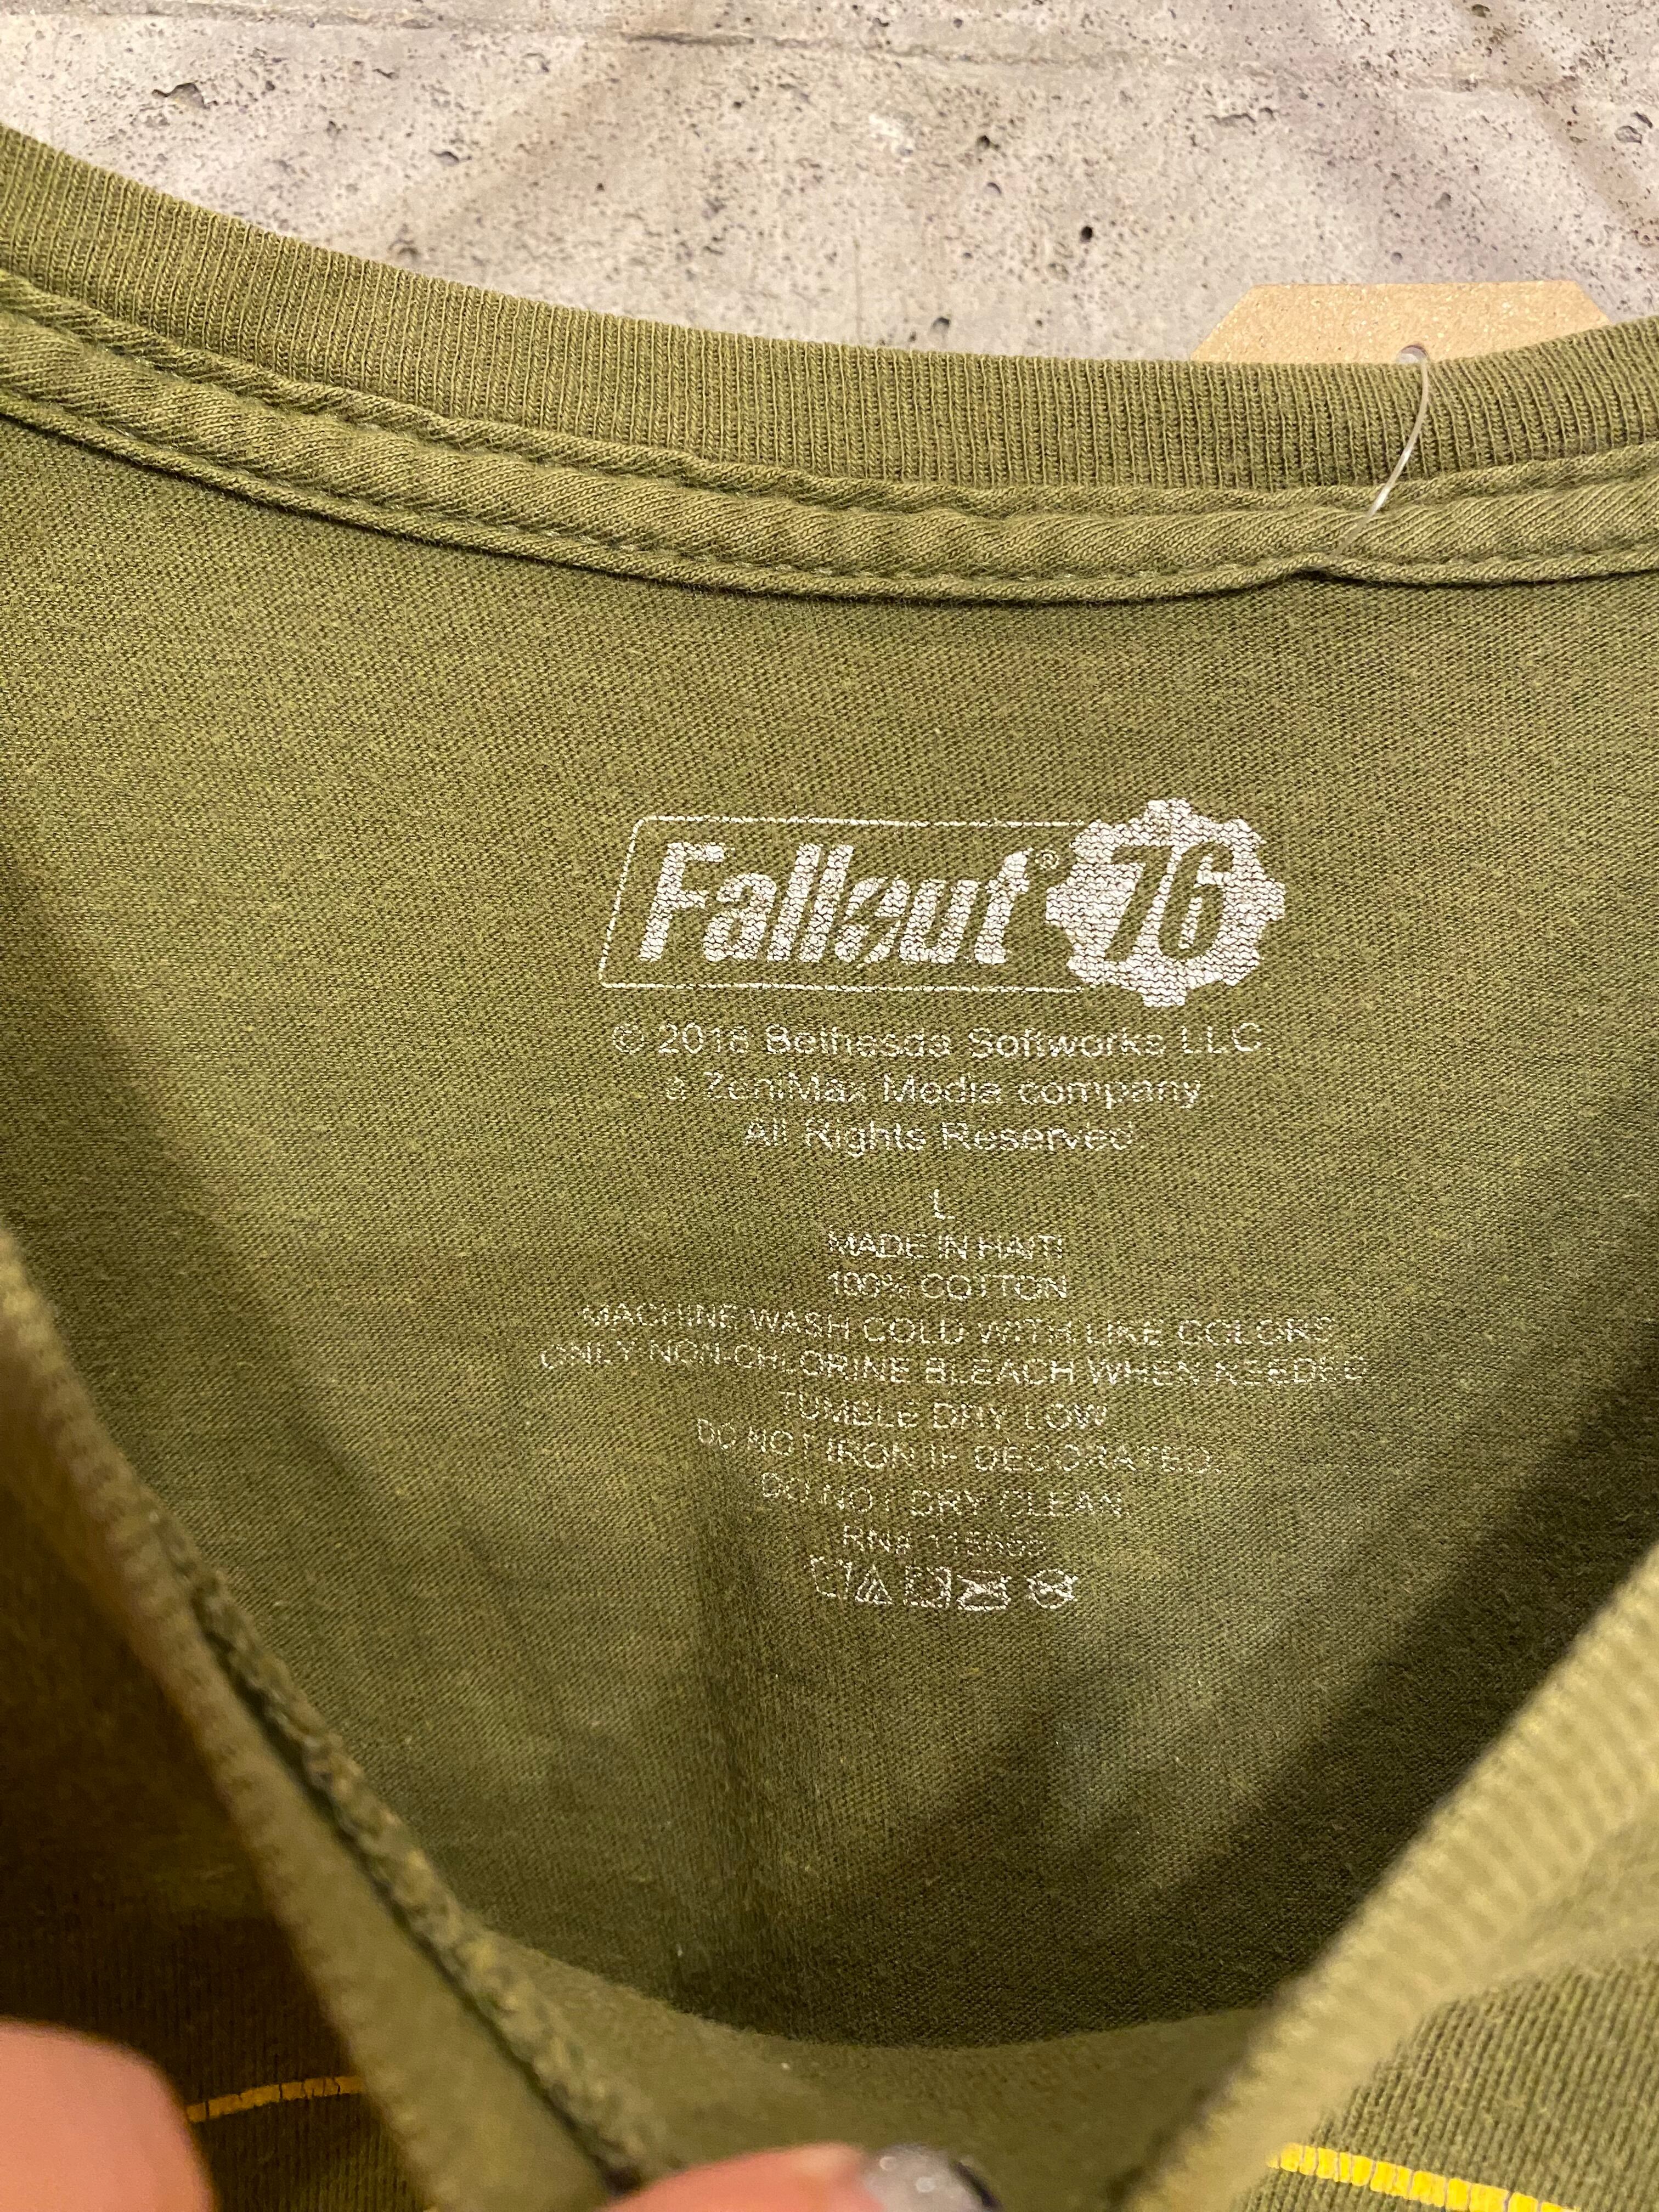 Fallout® 76
© 2018 Bethesda Softworks LLC,
a ZeniMax Media company.
All Rights Reserved
L
MADE IN HAITI
100% COTTON
MACHINE WASH COLD WITH LIKE COLORS
ONLY NON-CHLORINE BLEACH WHEN NEEDED
TUMBLE DRY LOW
DO NOT IRON IF DECORATED.
DO NOT DRY CLEAN
RN#